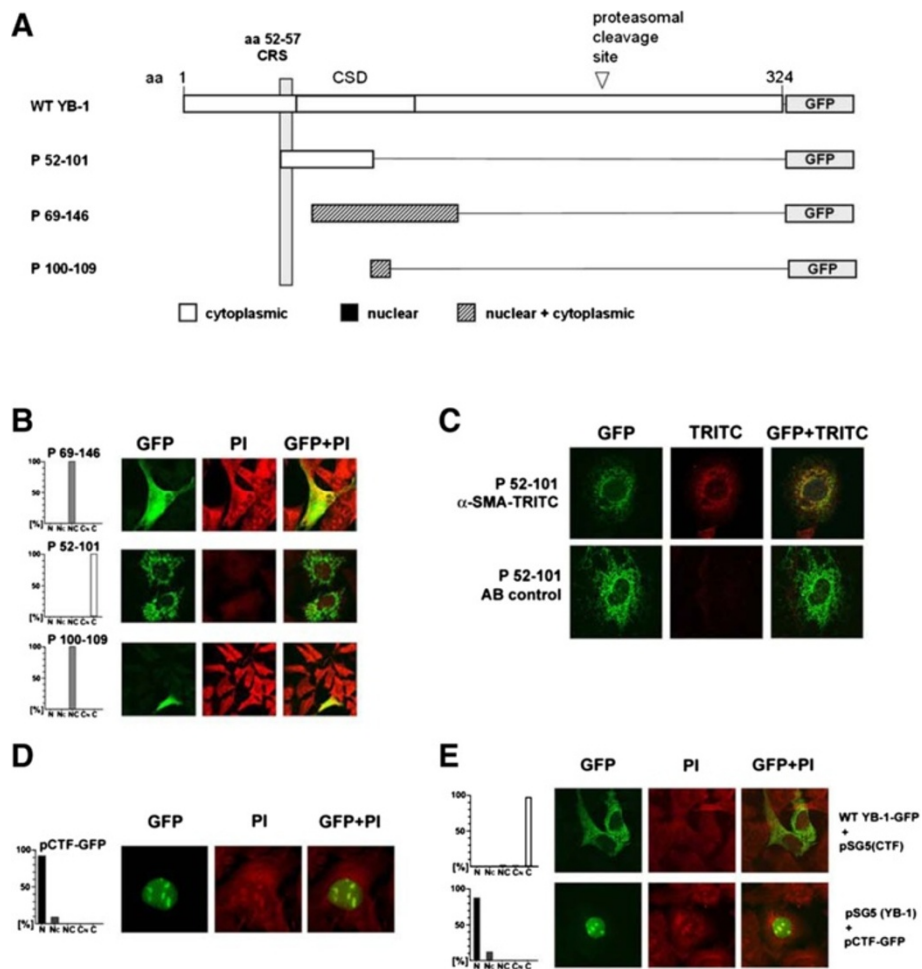 A
aa 52-57
CRS
proteasomal
cleavage
site
aa
1
CSD
324
WT YB-1
GFP
P 52-101
GFP
P 69-146
GFP
P 100-109
GFP
cytoplasmic
nuclear
nuclear + cytoplasmic
B
GFP
PI
GFP+PI
P 69-146
100
50
[%]
N Nc NC Cn C
P 52-101
100
50
[%]
N Nc NC Cn C
P 100-109
100
50
[%]
N Nc NC Cn C
C
GFP
TRITC
GFP+TRITC
P 52-101
α-SMA-TRITC
P 52-101
AB control
D
GFP
PI
GFP+PI
pCTF-GFP
100
50
[%]
N Nc NC Cn C
E
GFP
PI
GFP+PI
100
50
[%]
N Nc NC Cn C
WT YB-1-GFP
+
pSG5(CTF)
100
50
[%]
N Nc NC Cn C
pSG5 (YB-1)
+
pCTF-GFP